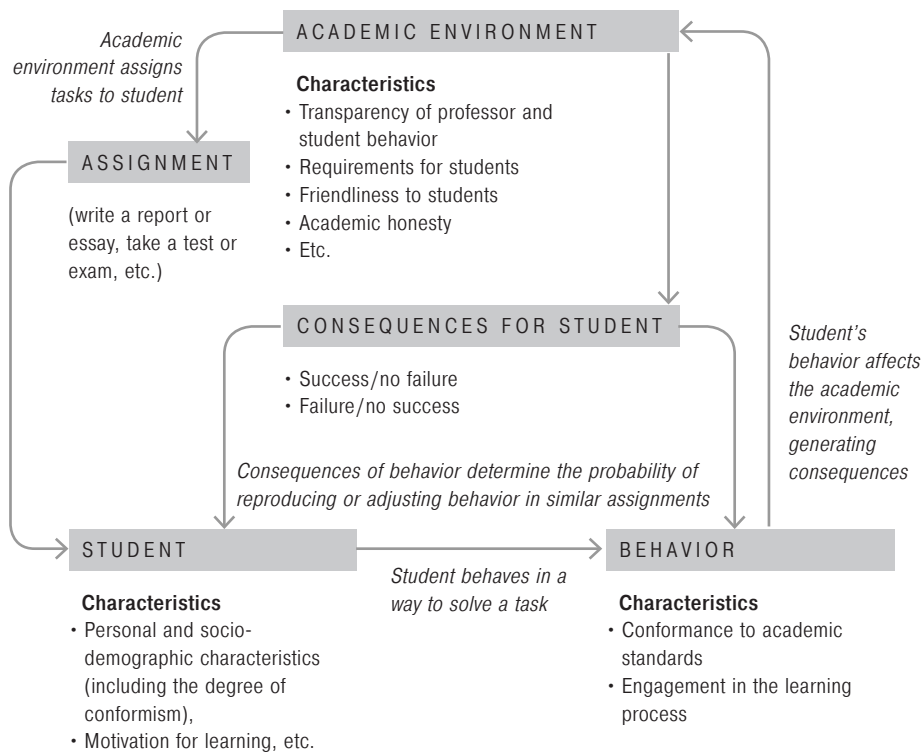 ACADEMIC ENVIRONMENT
Academic
environment assigns
tasks to student
Characteristics
• Transparency of professor and
student behavior
• Requirements for students
• Friendliness to students
• Academic honesty
• Etc.
ASSIGNMENT
(write a report or
essay, take a test or
exam, etc.)
CONSEQUENCES FOR STUDENT
• Success/no failure
• Failure/no success
Student's
behavior affects
the academic
environment,
generating
consequences
Consequences of behavior determine the probability of
reproducing or adjusting behavior in similar assignments
STUDENT
Characteristics
• Personal and socio-
demographic characteristics
(including the degree of
conformism),
• Motivation for learning, etc.
Student behaves in a
way to solve a task
BEHAVIOR
Characteristics
• Conformance to academic
standards
• Engagement in the learning
process